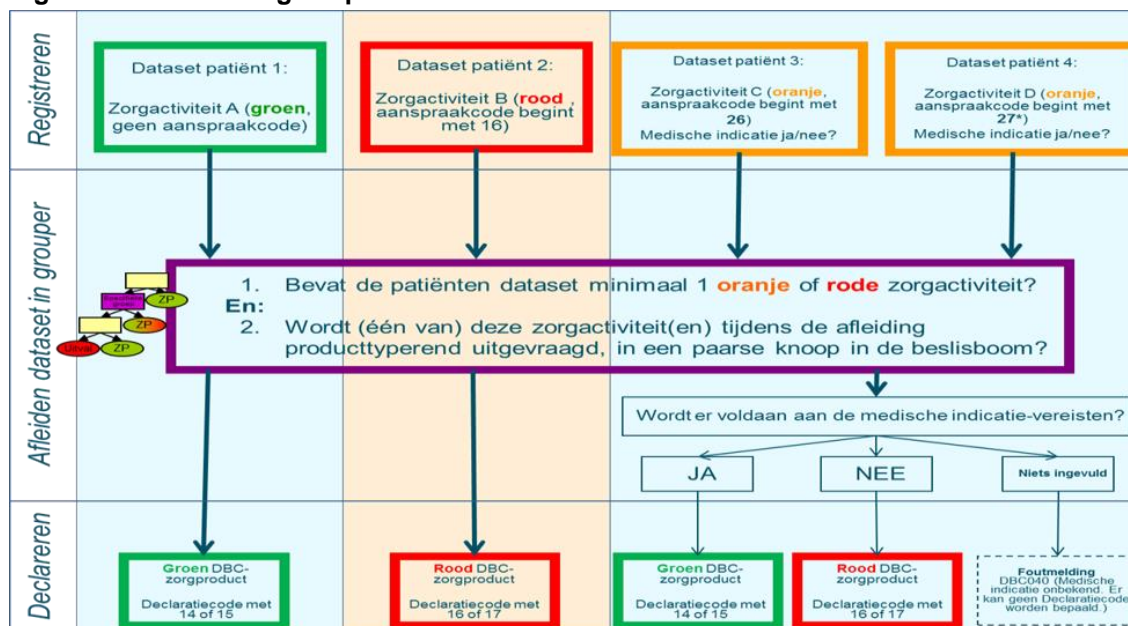 Registreren
Dataset patiënt 1:
Zorgactiviteit A (groen,
geen aanspraakcode)
Dataset patiënt 2:
Zorgactiviteit B (rood ,
aanspraakcode begint
met 16)
Dataset patiënt 3:
Zorgactiviteit C (oranje,
aanspraakcode begint met
26)
Medische indicatie ja/nee?
Dataset patiënt 4:
Zorgactiviteit D (oranje,
aanspraakcode begint met
27*)
Medische indicatie ja/nee?
Afleiden dataset in grouper
ZP
ZP
Uitval
ZP
1. Bevat de patiënten dataset minimaal 1 oranje of rode zorgactiviteit?
En:
2. Wordt (één van) deze zorgactiviteit(en) tijdens de afleiding
producttyperend uitgevraagd, in een paarse knoop in de beslisboom?
Wordt er voldaan aan de medische indicatie-vereisten?
JA
NEE
Niets ingevuld
Declareren
Groen DBC-
zorgproduct
Declaratiecode met
14 of 15
Rood DBC-
zorgproduct
Declaratiecode met
16 of 17
Groen DBC-
zorgproduct
Declaratiecode met
14 of 15
Rood DBC-
zorgproduct
Declaratiecode met
16 of 17
Foutmelding
DBC040 (Medische
indicatie onbekend. Er
kan geen Declaratiecode
worden bepaald.)